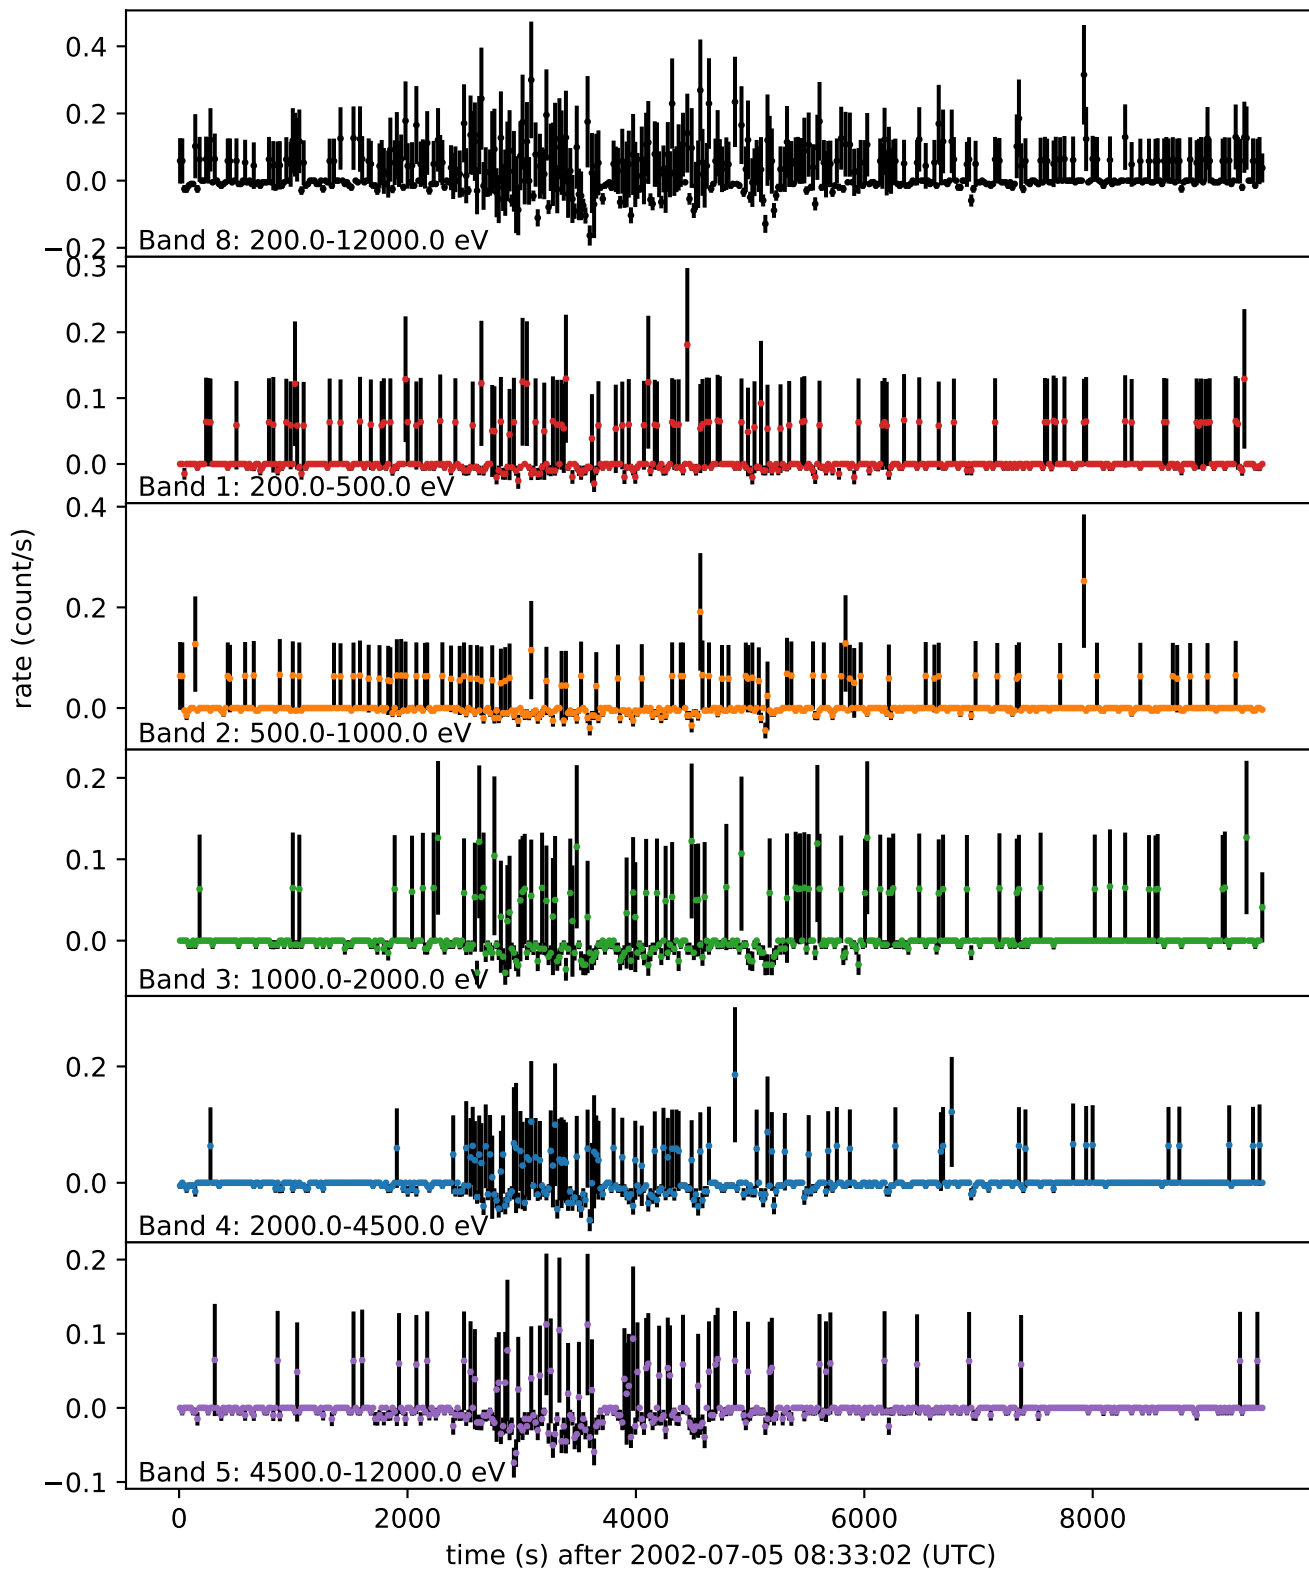 0.4
0.2
0.0
−0.2
Band 8: 200.0-12000.0 eV
0.3
0.2
0.1
0.0
Band 1: 200.0-500.0 eV
0.4
0.2
0.0
Band 2: 500.0-1000.0 eV
rate (count/s)
0.2
0.1
0.0
Band 3: 1000.0-2000.0 eV
0.2
0.0
Band 4: 2000.0-4500.0 eV
0.2
0.1
0.0
−0.1
Band 5: 4500.0-12000.0 eV
0 2000 4000 6000 8000
time (s) after 2002-07-05 08:33:02 (UTC)